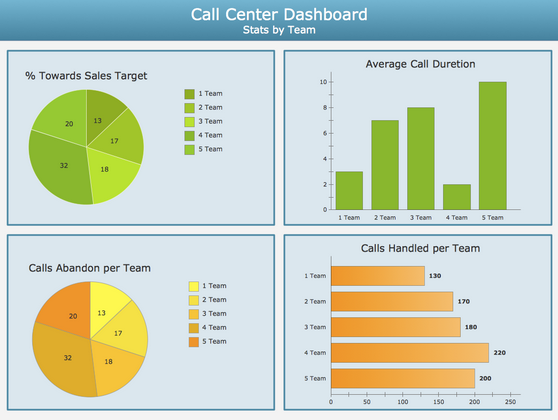 Call Center Dashboard
Stats by Team
% Towards Sales Target
13
17
18
32
20
1 Team
2 Team
3 Team
4 Team
5 Team
Average Call Duretion
10
8
6
4
2
0
1 Team 2 Team 3 Team 4 Team 5 Team
Calls Abandon per Team
13
17
18
32
20
1 Team
2 Team
3 Team
4 Team
5 Team
Calls Handled per Team
1 Team 130
2 Team 170
3 Team 180
4 Team 220
5 Team 200
0 50 100 150 200 250